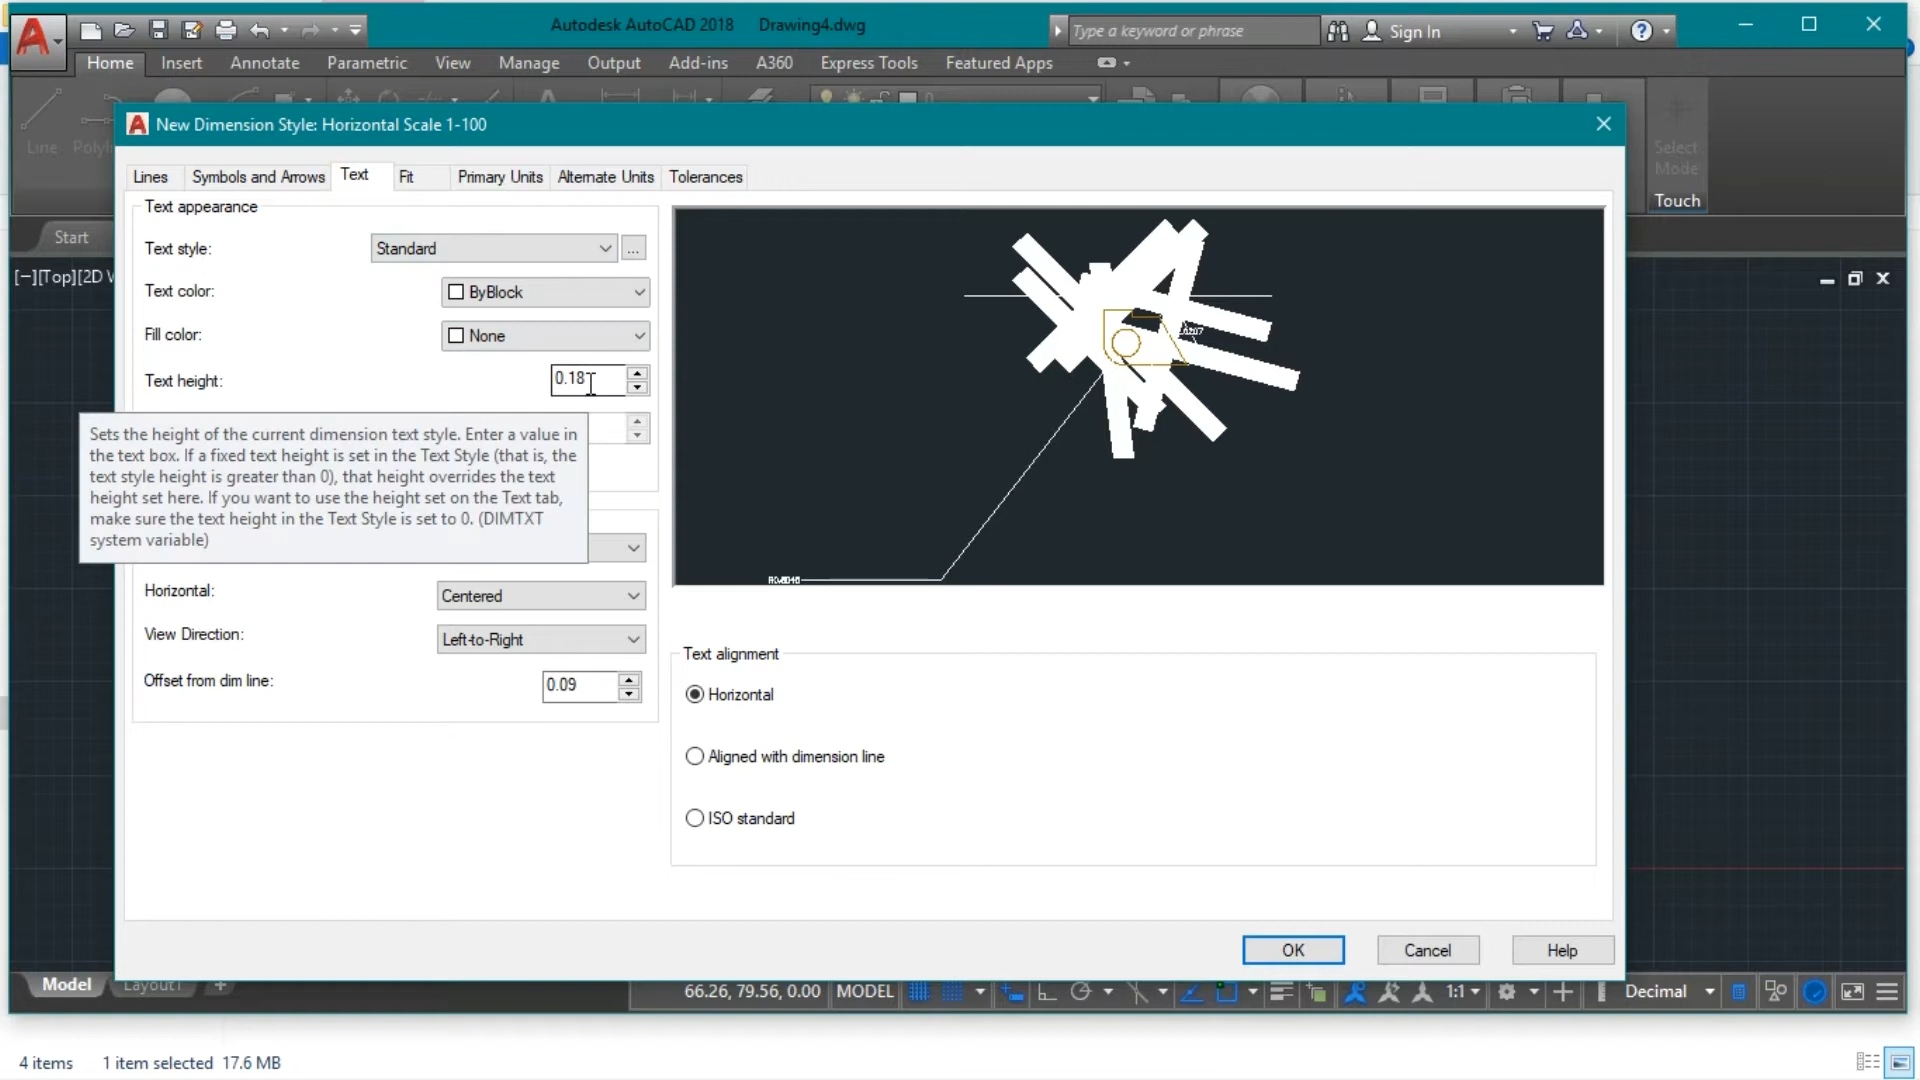 Autodesk AutoCAD 2018 Drawing4.dwg
Type a keyword or phrase
Sign In
Home Insert Annotate Parametric View Manage Output Add-ins A360 Express Tools Featured Apps
Line
Select
Mode
Touch
Start
[−][Top][2D
New Dimension Style: Horizontal Scale 1-100
Lines Symbols and Arrows Text Fit Primary Units Alternate Units Tolerances
Text appearance
Text style: Standard ...
Text color: ByBlock
Fill color: None
Text height: 0.18
Sets the height of the current dimension text style. Enter a value in
the text box. If a fixed text height is set in the Text Style (that is, the
text style height is greater than 0), that height overrides the text
height set here. If you want to use the height set on the Text tab,
make sure the text height in the Text Style is set to 0. (DIMTXT
system variable)
Horizontal: Centered
View Direction: Left-to-Right
Offset from dim line: 0.09
Text alignment
Horizontal
Aligned with dimension line
ISO standard
OK Cancel Help
Model Layout1 +
66.26, 79.56, 0.00 MODEL 1:1 Decimal
4 items 1 item selected 17.6 MB